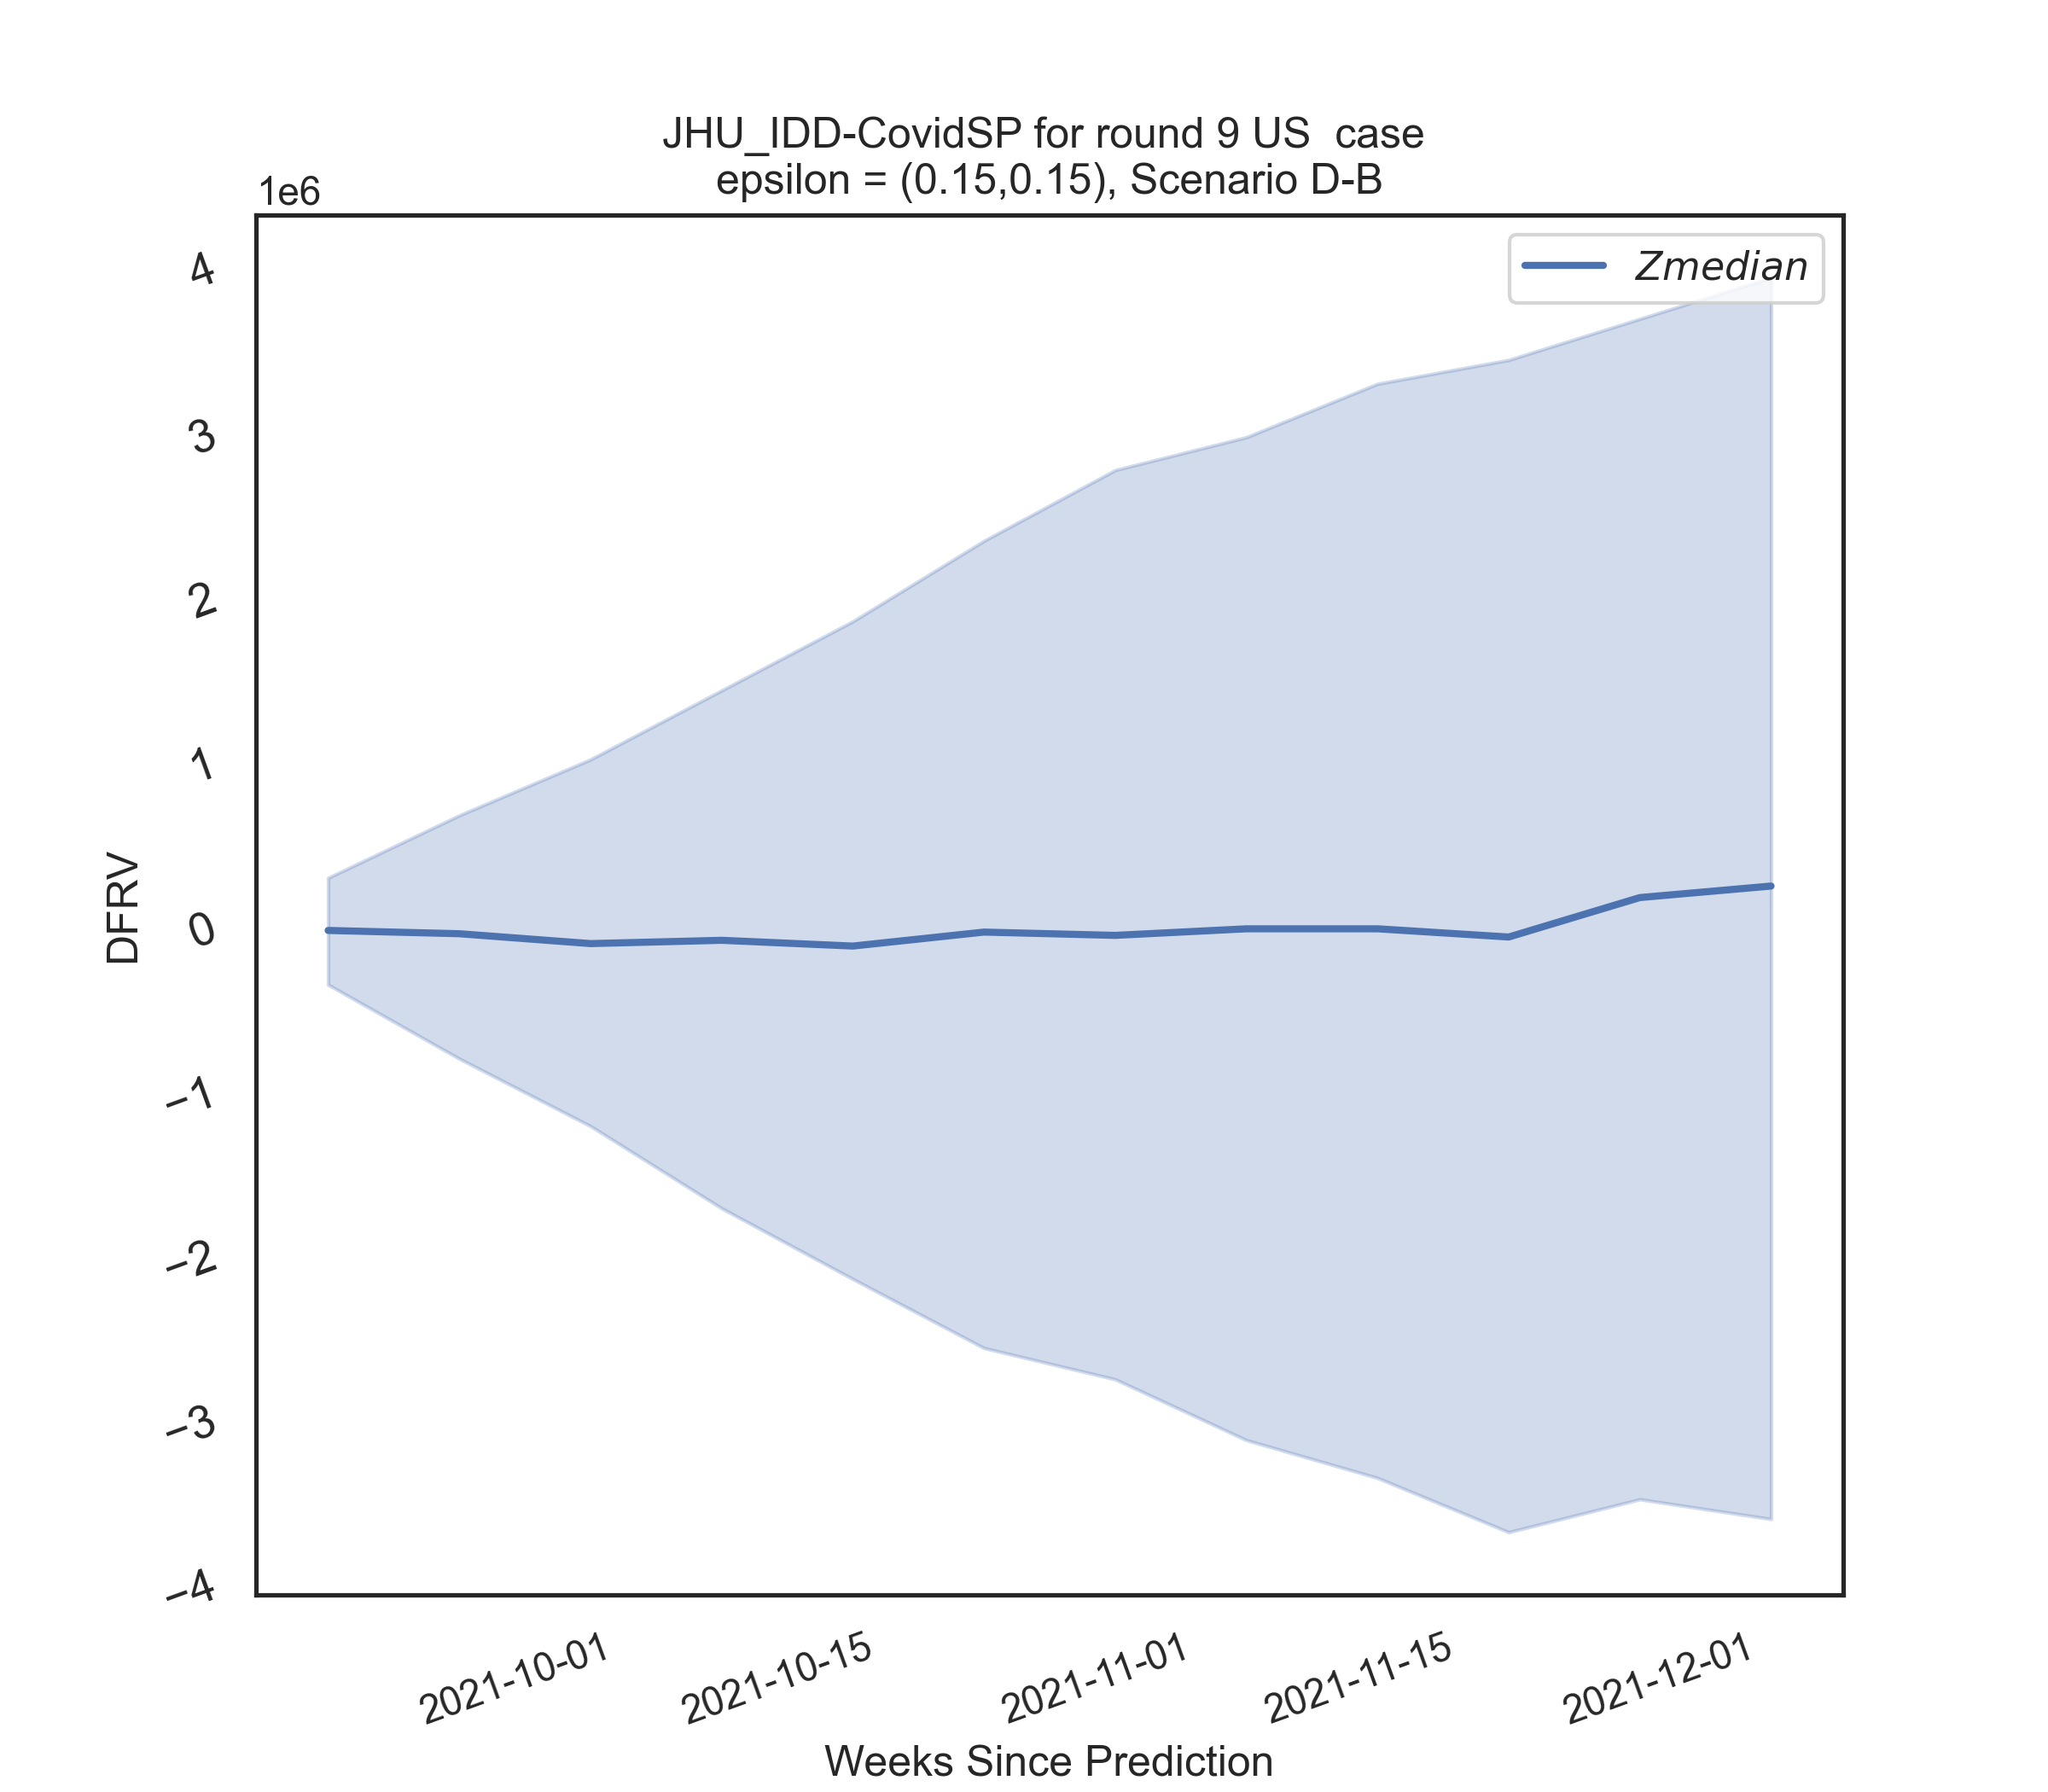 JHU_IDD-CovidSP for round 9 US  case
epsilon = (0.15,0.15), Scenario D-B
1e6
Zmedian
4
3
2
1
0
−1
−2
−3
−4
DFRV
2021-10-01
2021-10-15
2021-11-01
2021-11-15
2021-12-01
Weeks Since Prediction